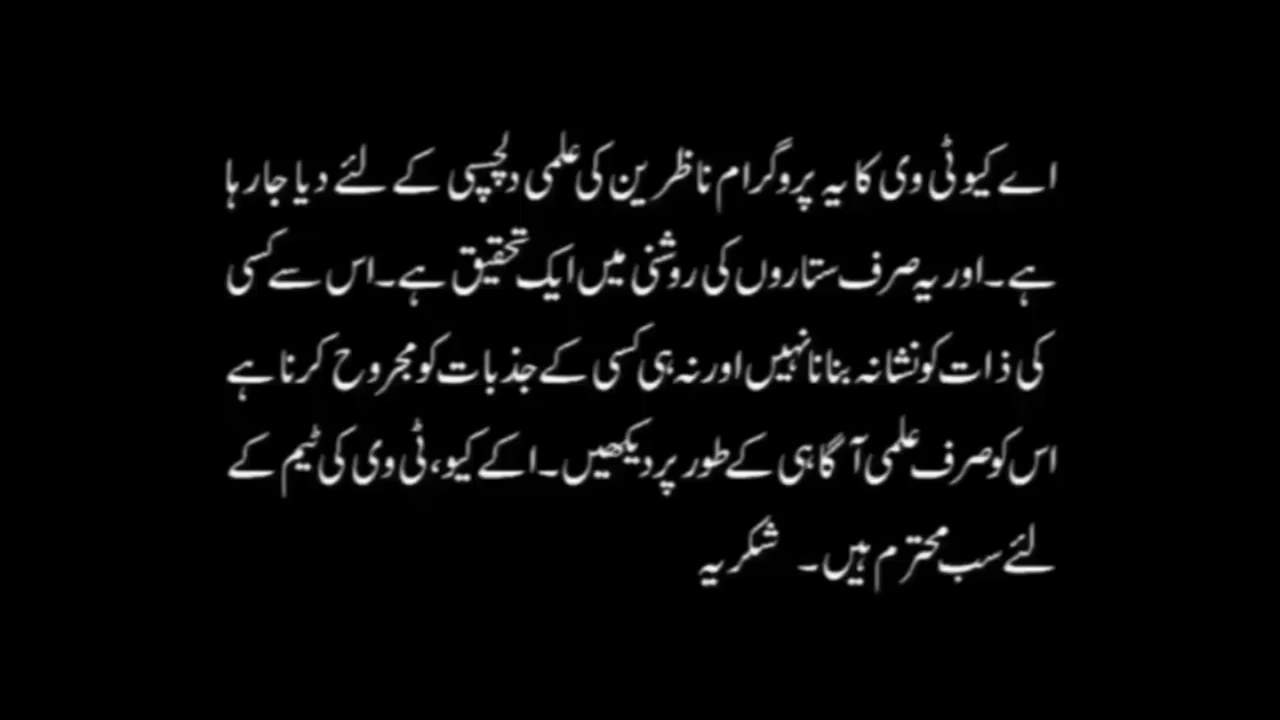 اے کیو ٹی وی کا یہ پروگرام ناظرین کی علمی دلچسپی کے لئے دیا جا رہا
ہے۔ اور یہ صرف ستاروں کی روشنی میں ایک تحقیق ہے۔ اس سے کسی
کی ذات کو نشانہ بنانا نہیں اور نہ ہی کسی کے جذبات کو مجروح کرنا ہے
اس کو صرف علمی آگاہی کے طور پر دیکھیں۔ اکے کیو، ٹی وی کی ٹیم کے
لئے سب محترم ہیں۔ شکریہ